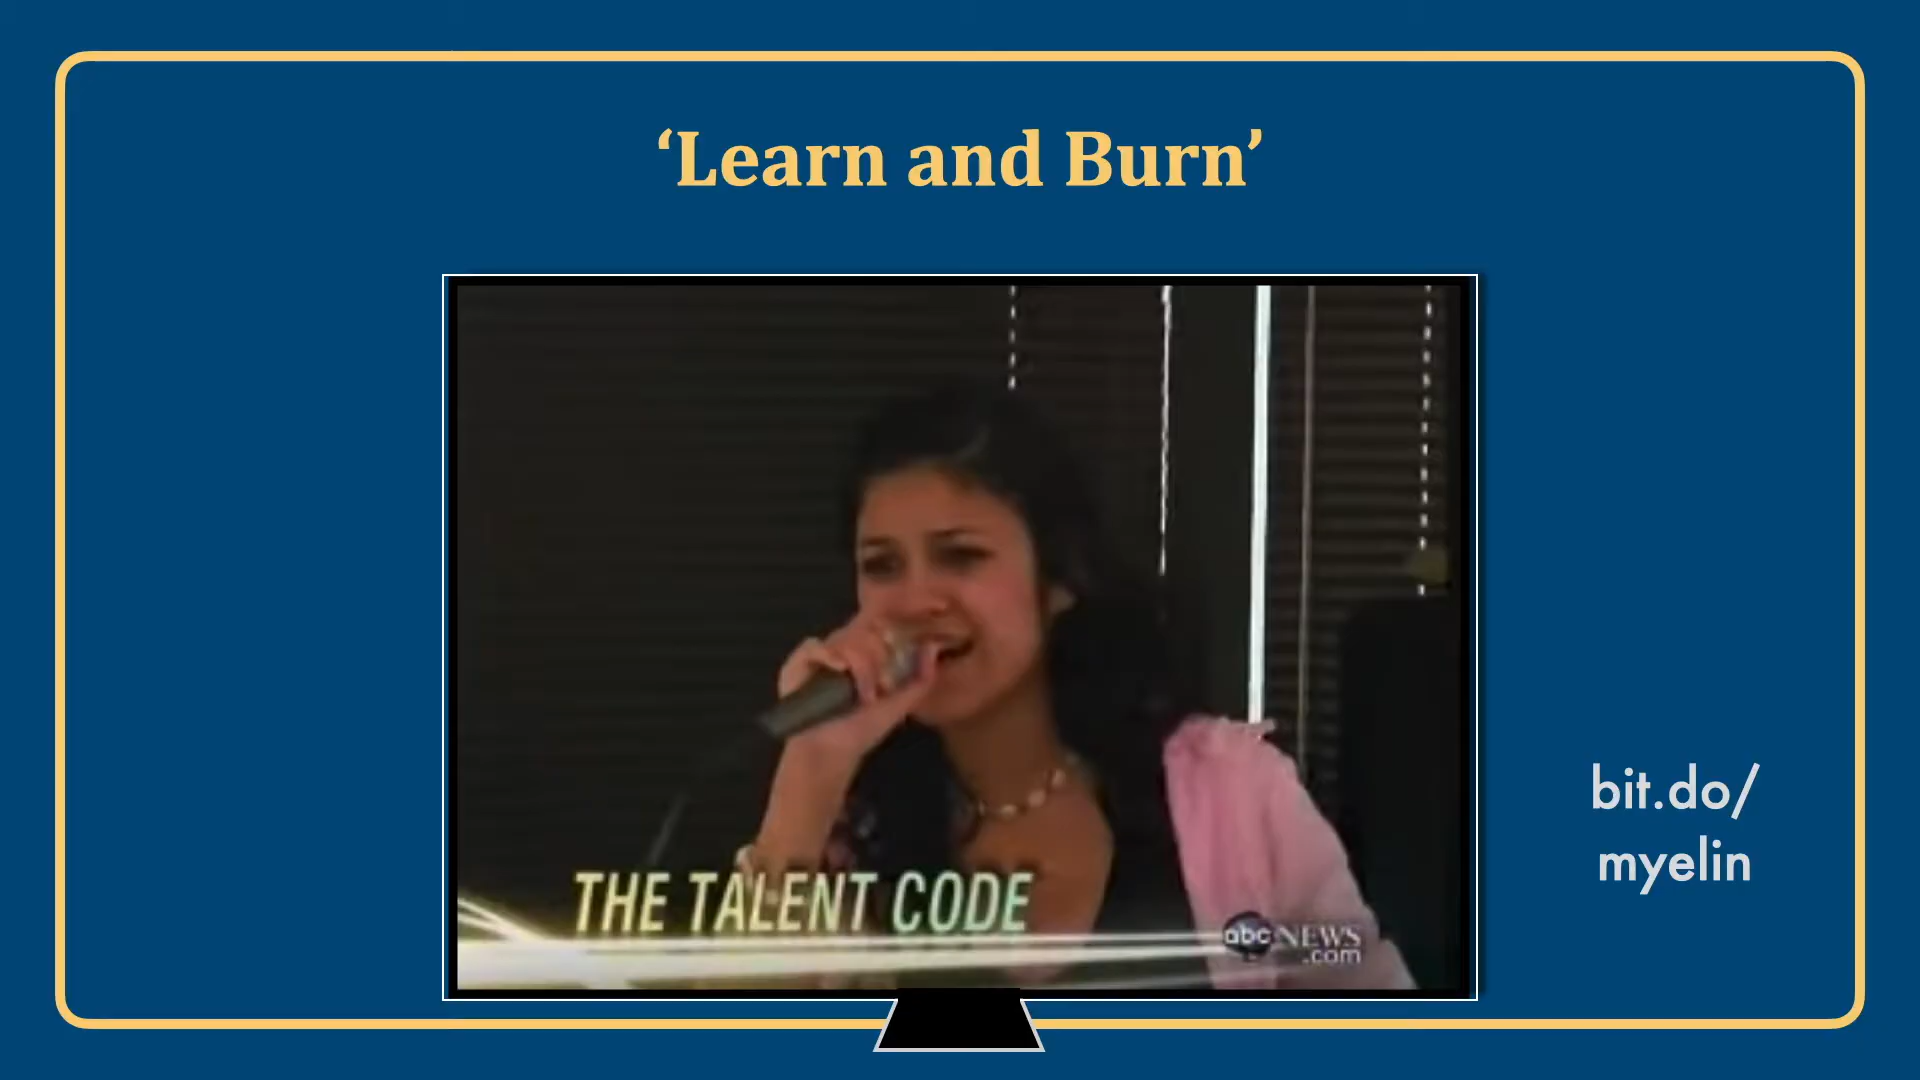 ‘Learn and Burn’
THE TALENT CODE
abc NEWS
.com
bit.do/
myelin